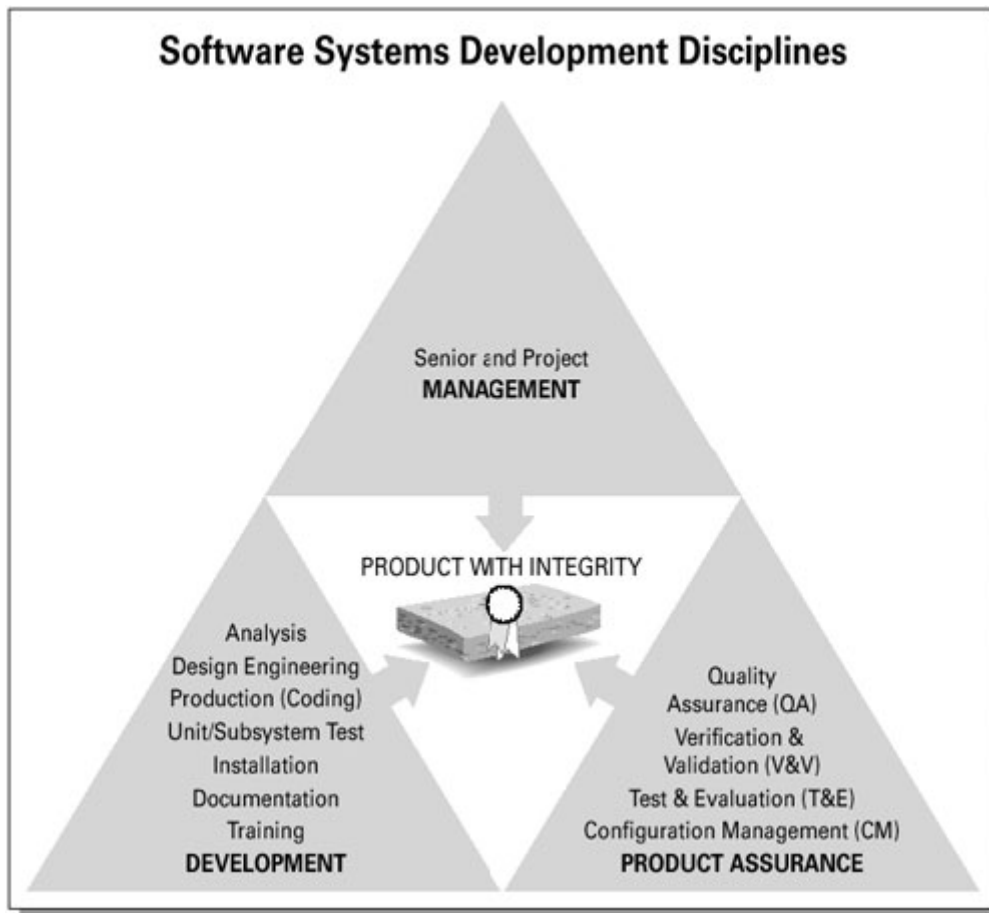 Software Systems Development Disciplines
Senior and Project
MANAGEMENT
PRODUCT WITH INTEGRITY
Analysis
Design Engineering
Production (Coding)
Unit/Subsystem Test
Installation
Documentation
Training
DEVELOPMENT
Quality
Assurance (QA)
Verification &
Validation (V&V)
Test & Evaluation (T&E)
Configuration Management (CM)
PRODUCT ASSURANCE